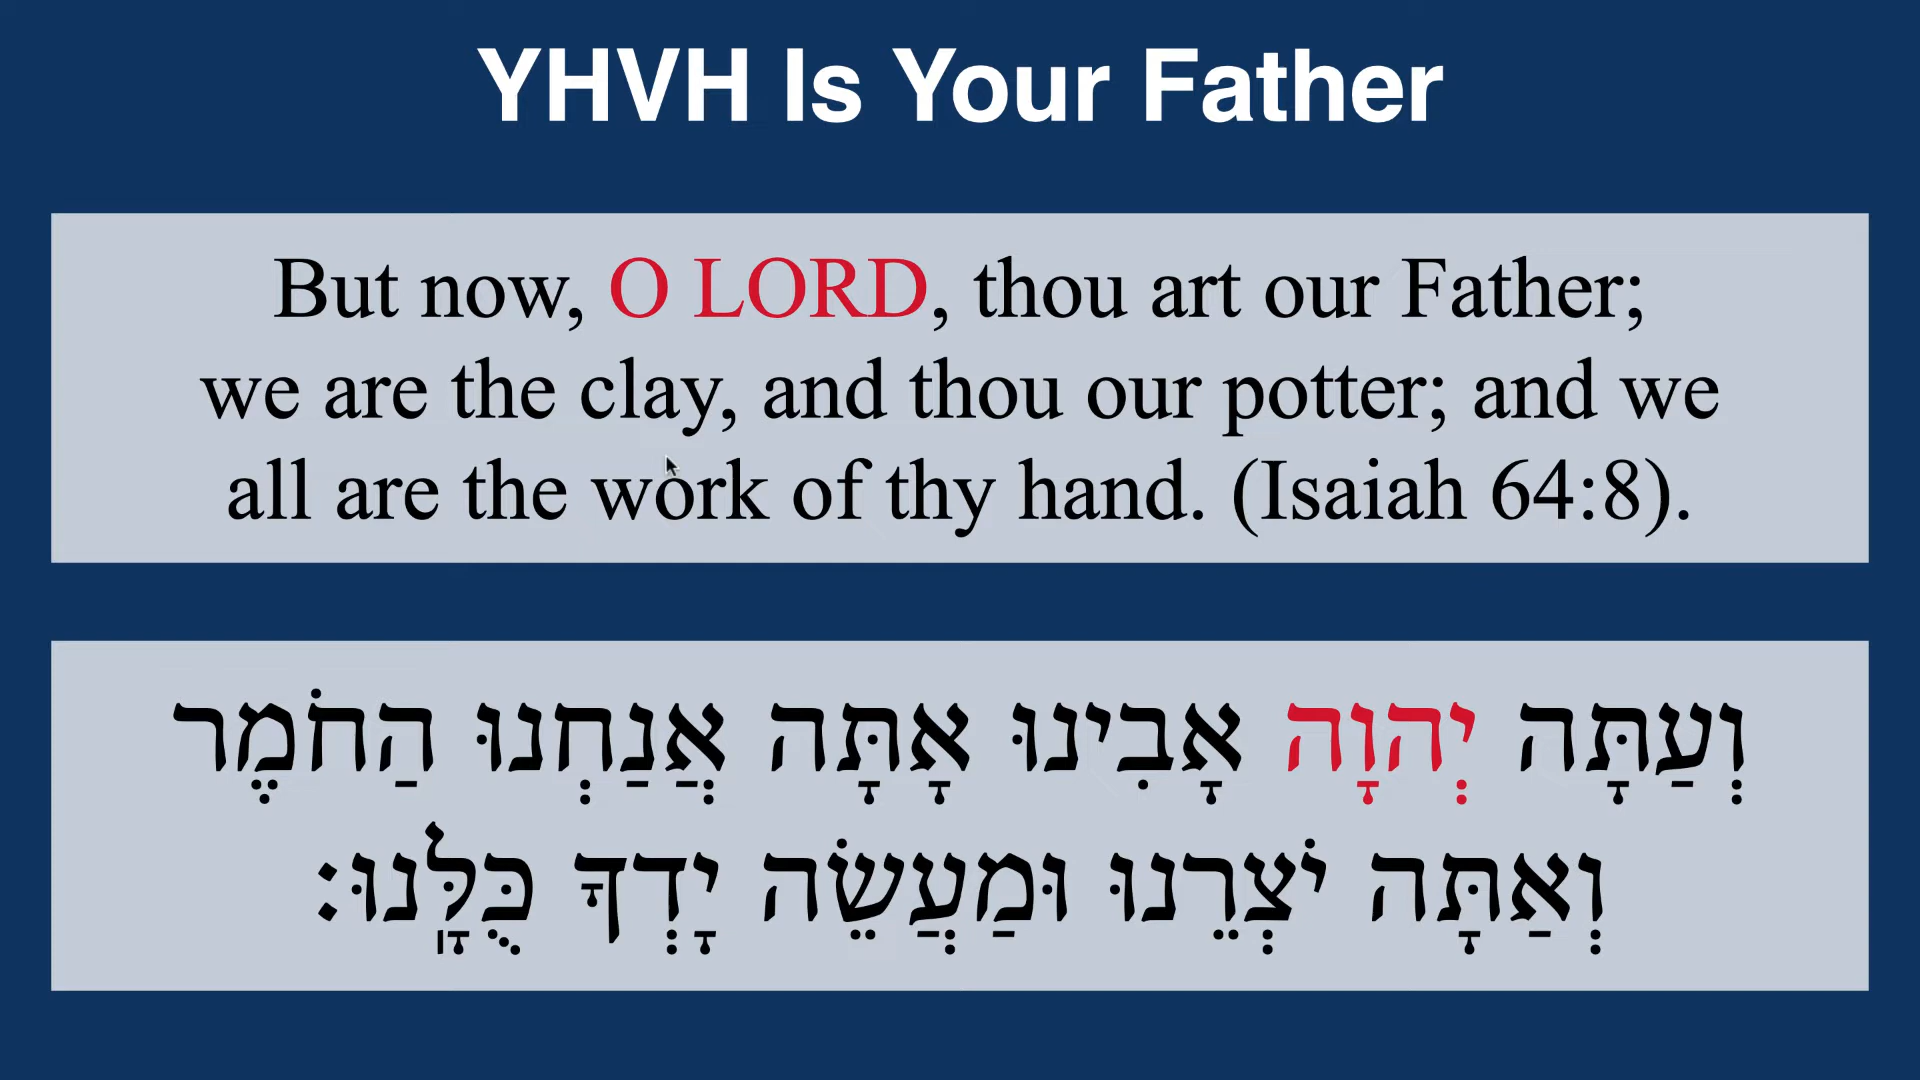 YHVH Is Your Father
But now, O LORD, thou art our Father;
we are the clay, and thou our potter; and we
all are the work of thy hand. (Isaiah 64:8).
וְעַתָּה יְהוָה אָבִינוּ אָתָּה אֲנַחְנוּ הַחֹמֶר
וְאַתָּה יֹצְרֵנוּ וּמַעֲשֵׂה יָדְךָ כֻּלָּֽנוּ׃